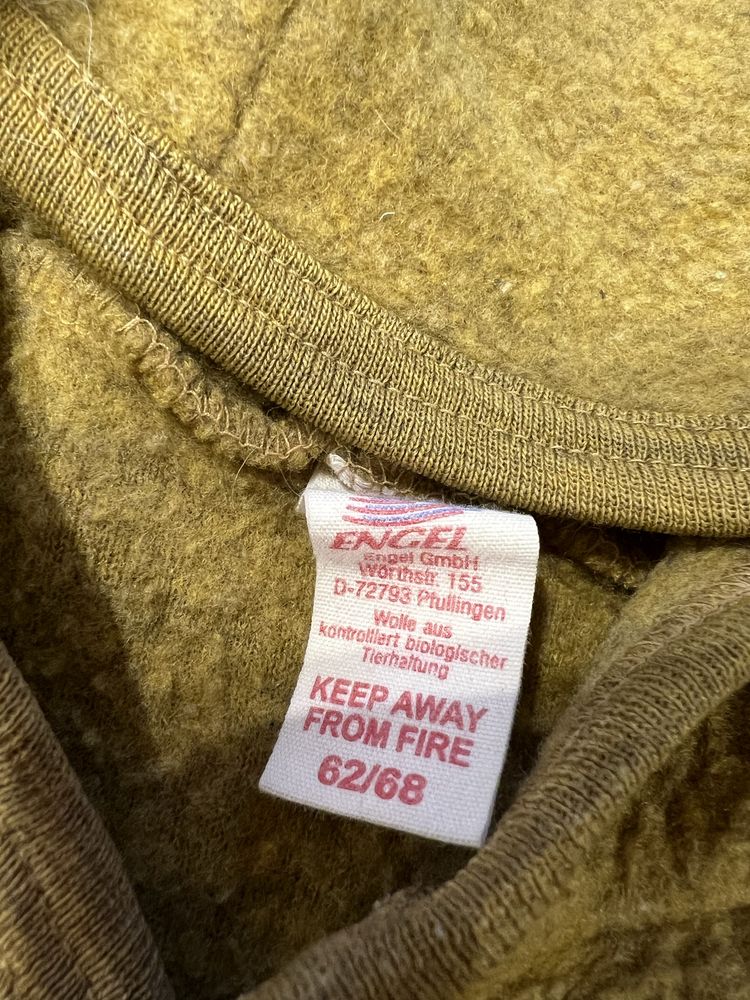 ENGEL
Engel GmbH
Wörthstr. 155
D-72793 Pfullingen
Wolle aus
kontrolliert biologischer
Tierhaltung
KEEP AWAY
FROM FIRE
62/68